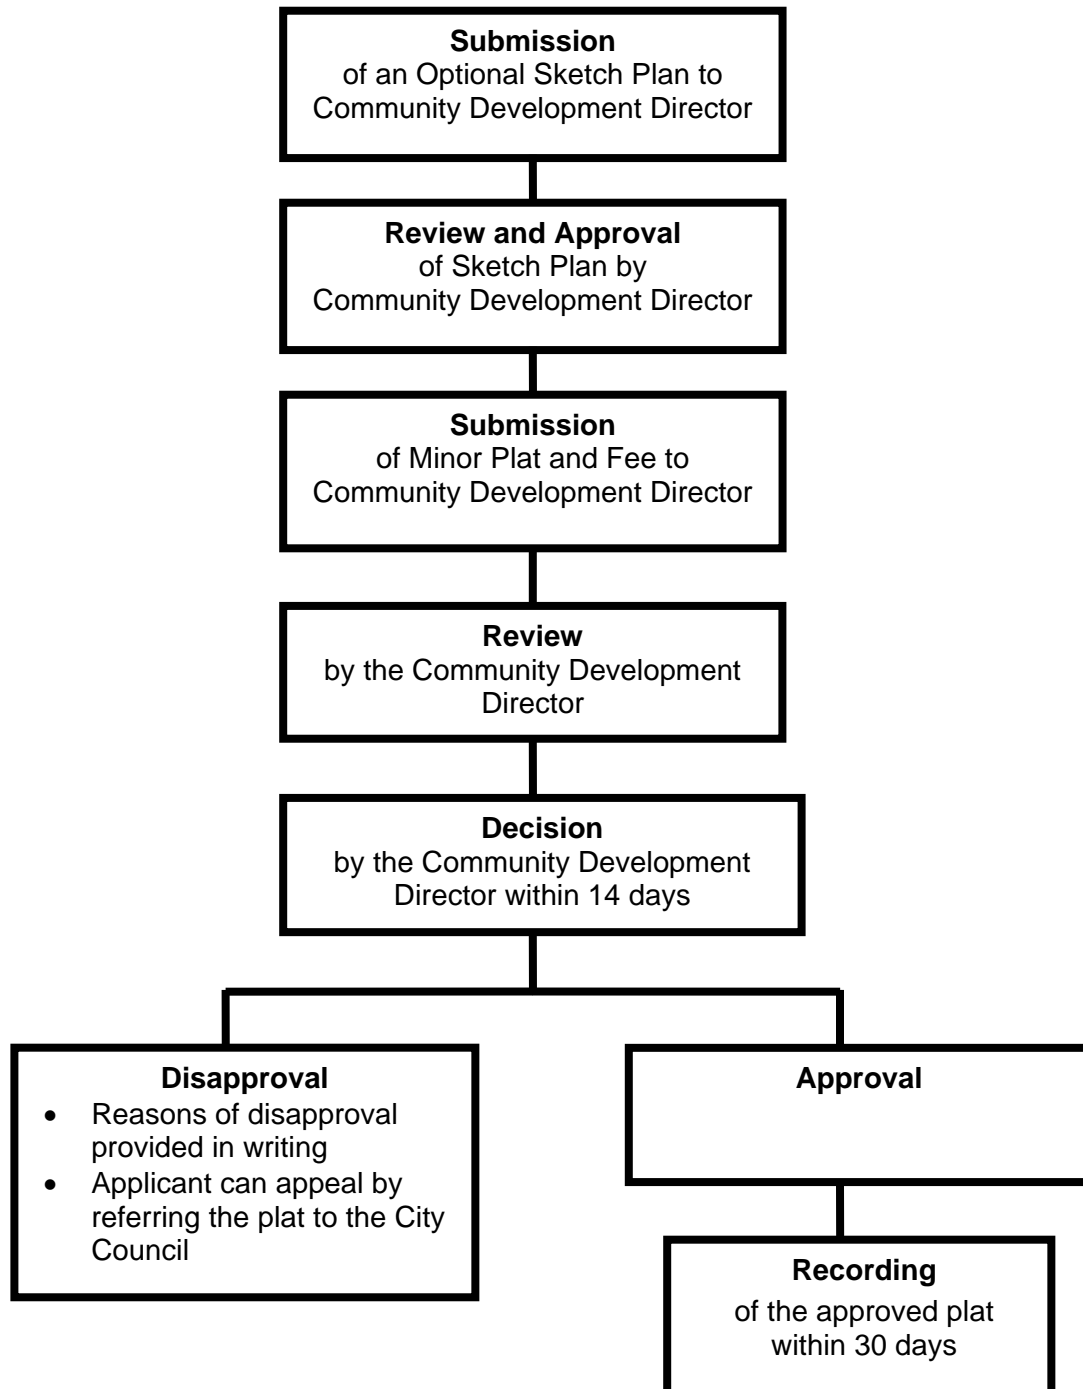 Submission
of an Optional Sketch Plan to
Community Development Director
Review and Approval
of Sketch Plan by
Community Development Director
Submission
of Minor Plat and Fee to
Community Development Director
Review
by the Community Development
Director
Decision
by the Community Development
Director within 14 days
Disapproval
• Reasons of disapproval
provided in writing
• Applicant can appeal by
referring the plat to the City
Council
Approval
Recording
of the approved plat
within 30 days